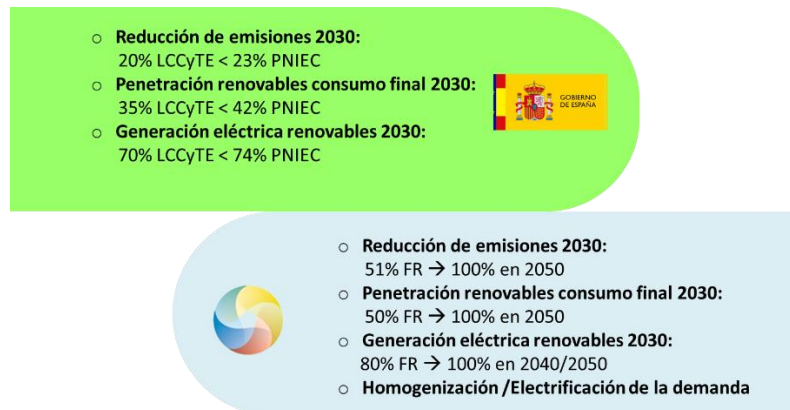 ○ Reducción de emisiones 2030:
20% LCCyTE < 23% PNIEC
○ Penetración renovables consumo final 2030:
35% LCCyTE < 42% PNIEC
○ Generación eléctrica renovables 2030:
70% LCCyTE < 74% PNIEC
GOBIERNO
DE ESPAÑA
○ Reducción de emisiones 2030:
51% FR → 100% en 2050
○ Penetración renovables consumo final 2030:
50% FR → 100% en 2050
○ Generación eléctrica renovables 2030:
80% FR → 100% en 2040/2050
○ Homogenización /Electrificación de la demanda